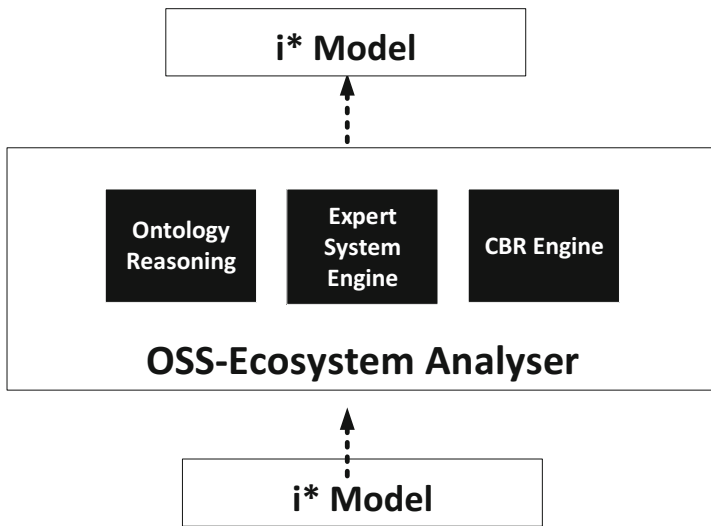 i* Model
Ontology
Reasoning
Expert
System
Engine
CBR Engine
OSS-Ecosystem Analyser
i* Model